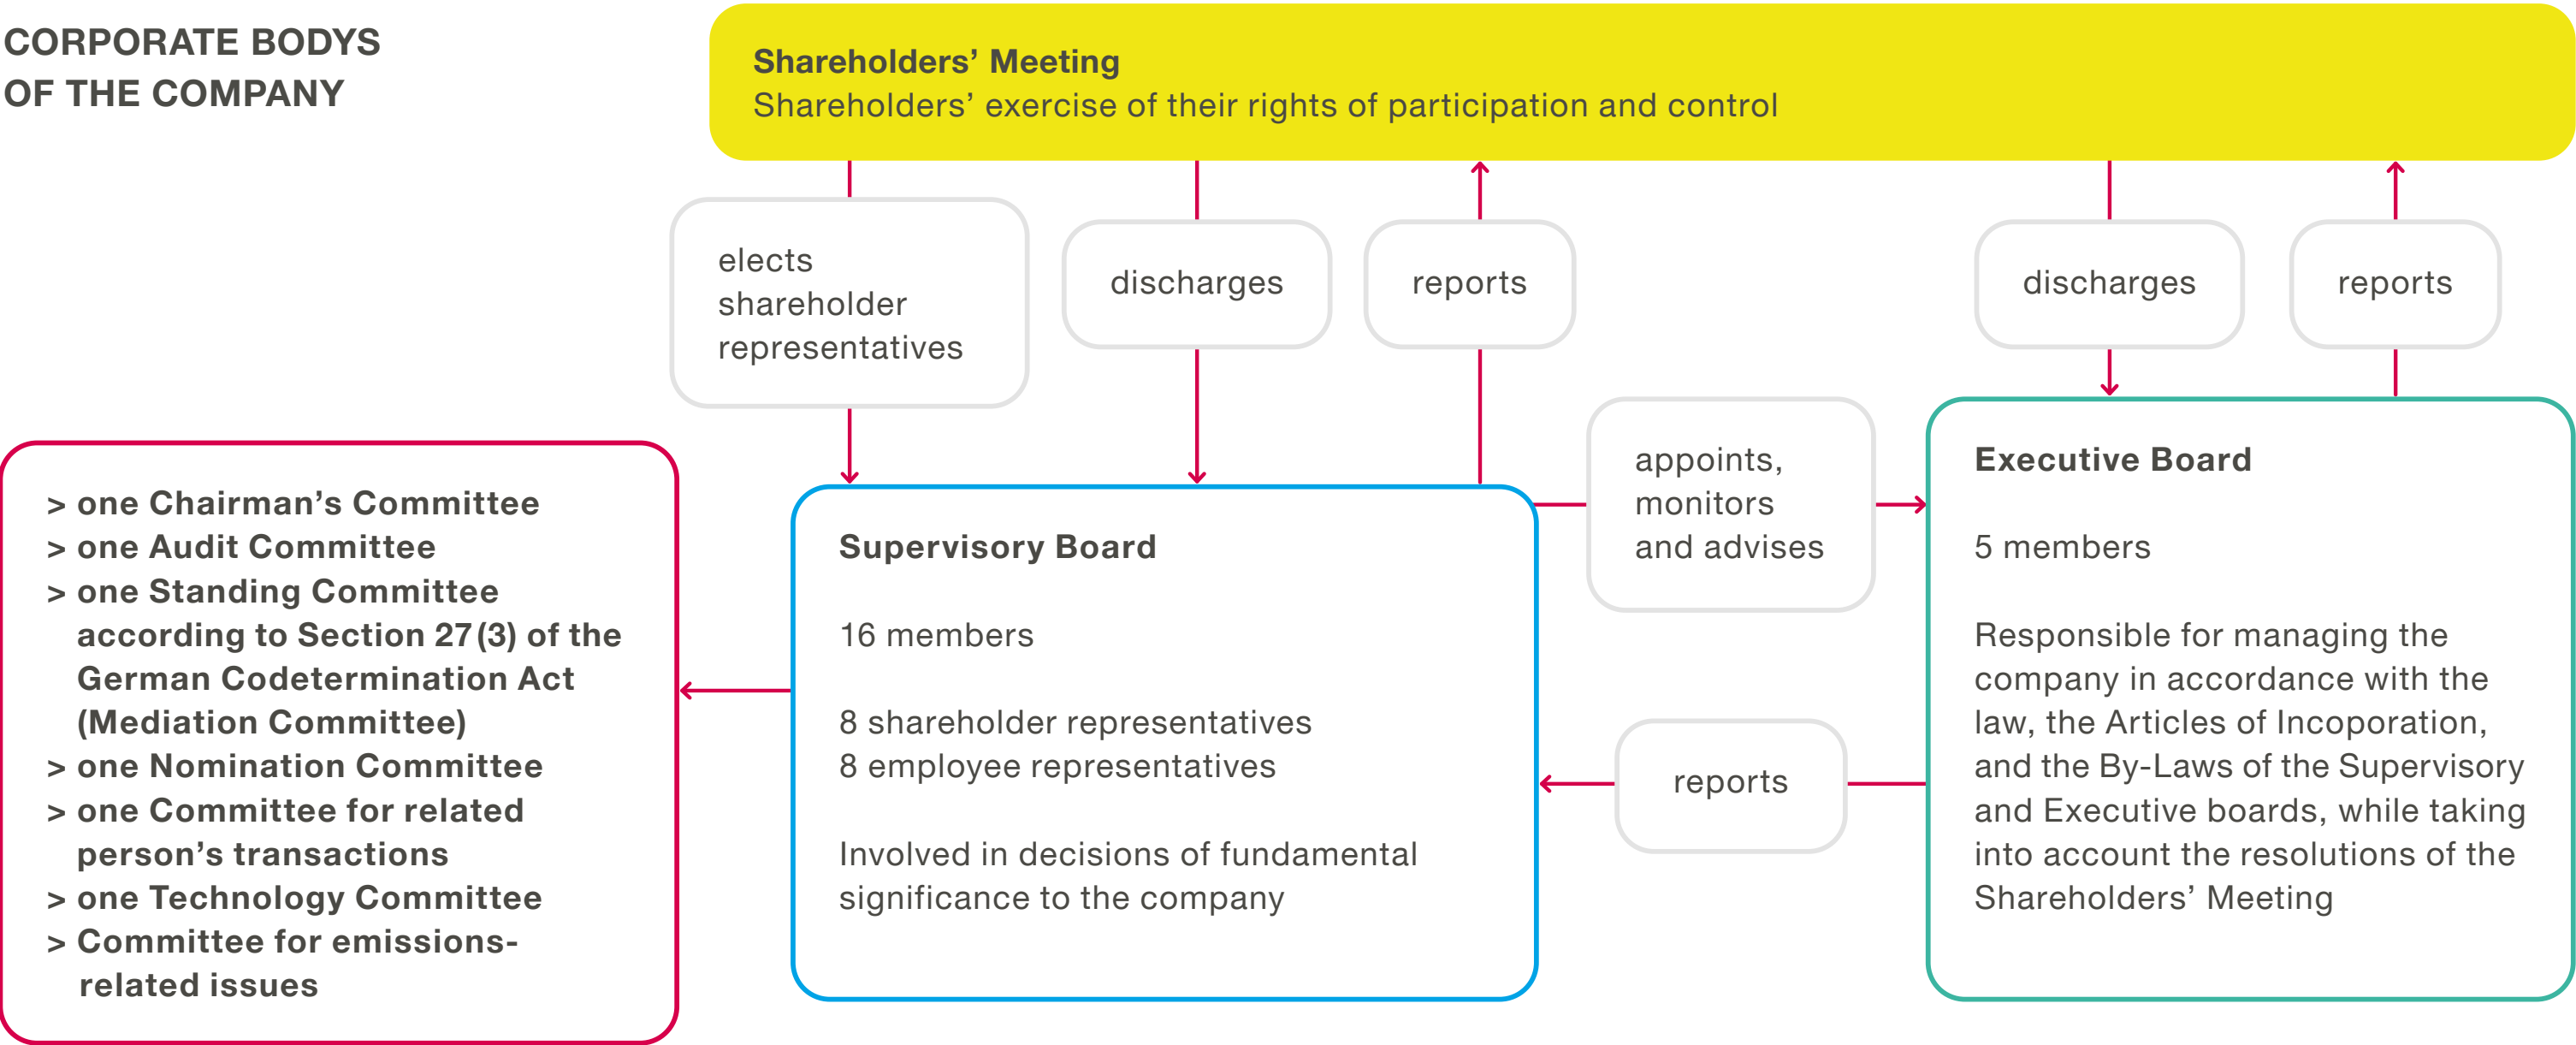 CORPORATE BODYS
OF THE COMPANY
Shareholders’ Meeting
Shareholders’ exercise of their rights of participation and control
elects
shareholder
representatives
discharges
reports
discharges
reports
> one Chairman’s Committee
> one Audit Committee
> one Standing Committee
according to Section 27(3) of the
German Codetermination Act
(Mediation Committee)
> one Nomination Committee
> one Committee for related
person’s transactions
> one Technology Committee
> Committee for emissions-
related issues
Supervisory Board
16 members
8 shareholder representatives
8 employee representatives
Involved in decisions of fundamental
significance to the company
appoints,
monitors
and advises
reports
Executive Board
5 members
Responsible for managing the
company in accordance with the
law, the Articles of Incoporation,
and the By-Laws of the Supervisory
and Executive boards, while taking
into account the resolutions of the
Shareholders’ Meeting